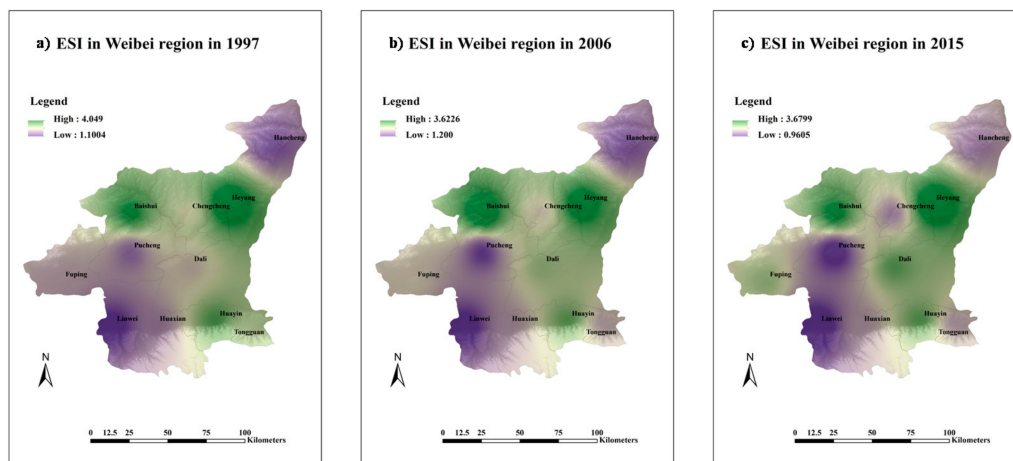 a) ESI in Weibei region in 1997
Legend
High : 4.049
Low : 1.1004
Hancheng
Heyang
Baishui
Chengcheng
Pucheng
Dali
Fuping
Huayin
Linwei
Huaxian
Tongguan
N
0 12.5 25 50 75 100
Kilometers
b) ESI in Weibei region in 2006
Legend
High : 3.6226
Low : 1.200
Hancheng
Heyang
Baishui
Chengcheng
Pucheng
Dali
Fuping
Huayin
Linwei
Huaxian
Tongguan
N
0 12.5 25 50 75 100
Kilometers
c) ESI in Weibei region in 2015
Legend
High : 3.6799
Low : 0.9605
Hancheng
Heyang
Baishui
Chengcheng
Pucheng
Dali
Fuping
Huayin
Linwei
Huaxian
Tongguan
N
0 12.5 25 50 75 100
Kilometers